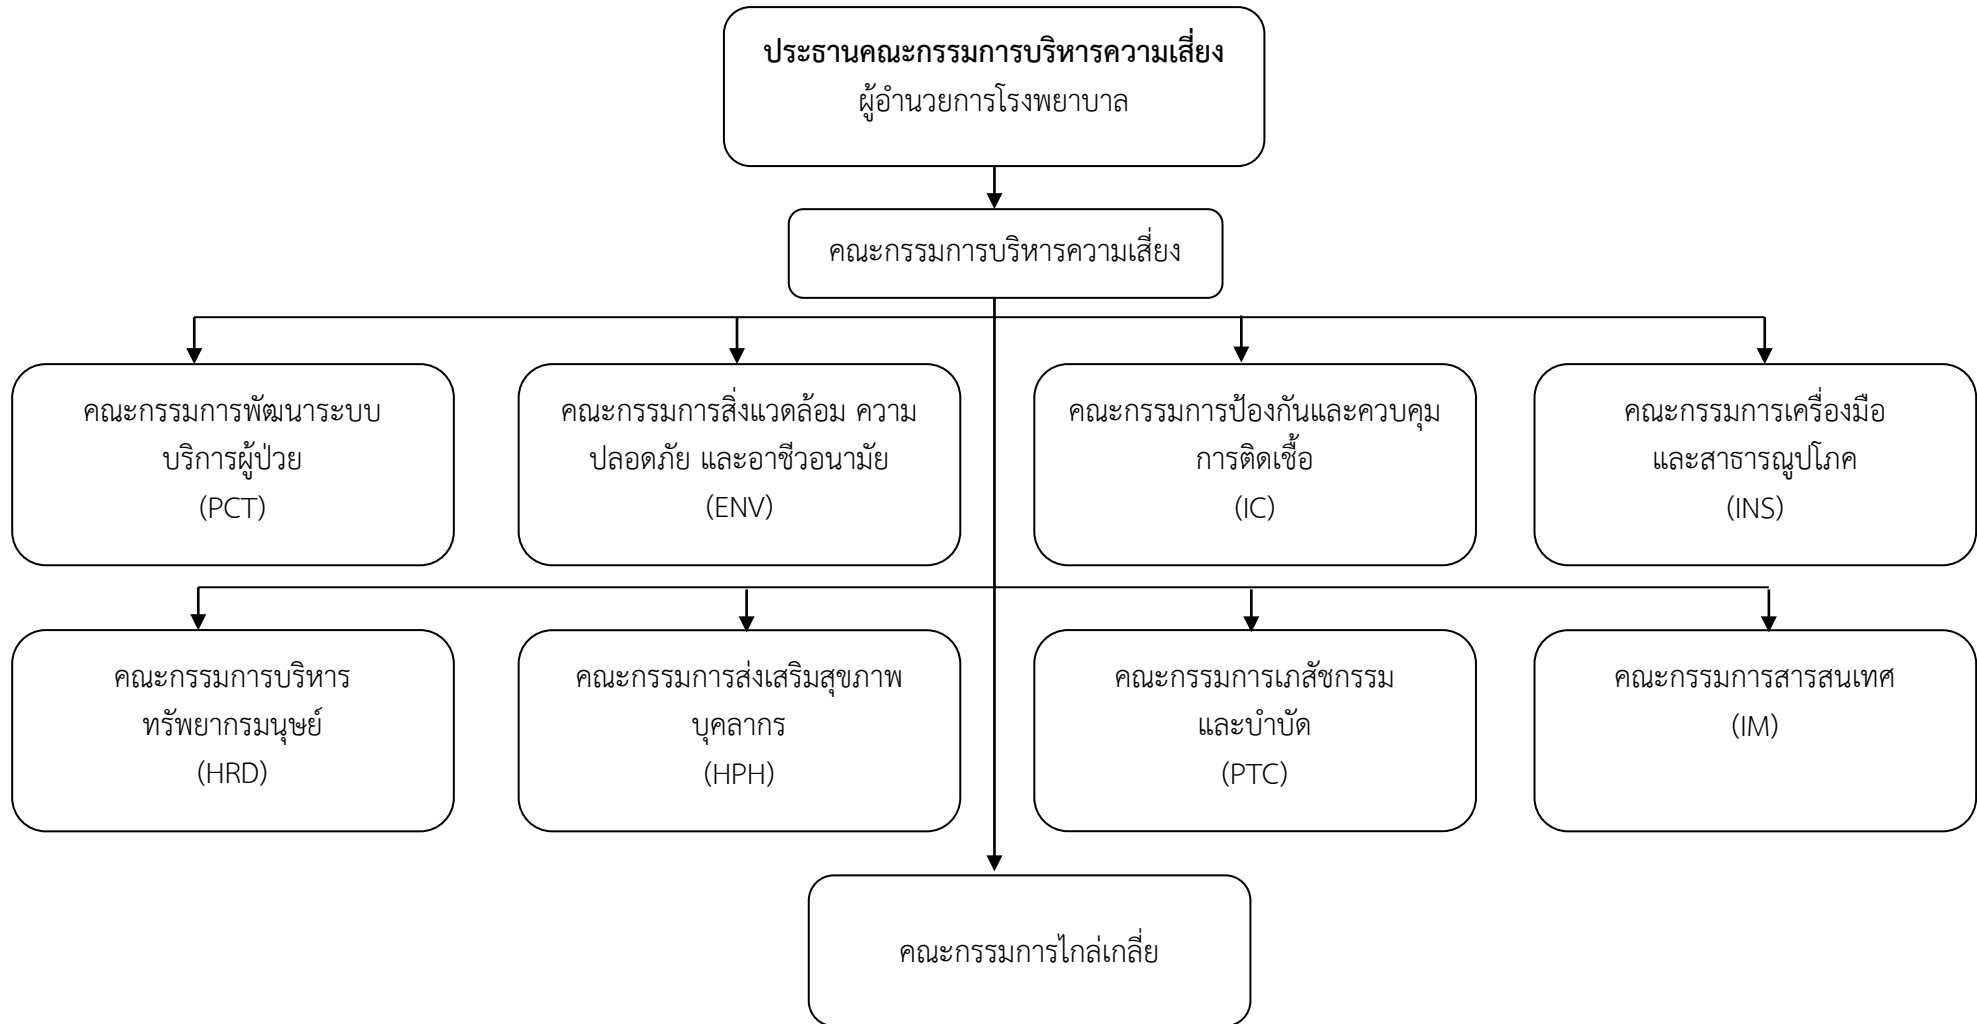 ประธานคณะกรรมการบริหารความเสี่ยง
ผู้อำนวยการโรงพยาบาล
คณะกรรมการบริหารความเสี่ยง
คณะกรรมการพัฒนาระบบ
บริการผู้ป่วย
(PCT)
คณะกรรมการสิ่งแวดล้อม ความ
ปลอดภัย และอาชีวอนามัย
(ENV)
คณะกรรมการป้องกันและควบคุม
การติดเชื้อ
(IC)
คณะกรรมการเครื่องมือ
และสาธารณูปโภค
(INS)
คณะกรรมการบริหาร
ทรัพยากรมนุษย์
(HRD)
คณะกรรมการส่งเสริมสุขภาพ
บุคลากร
(HPH)
คณะกรรมการเภสัชกรรม
และบำบัด
(PTC)
คณะกรรมการสารสนเทศ
(IM)
คณะกรรมการไกล่เกลี่ย